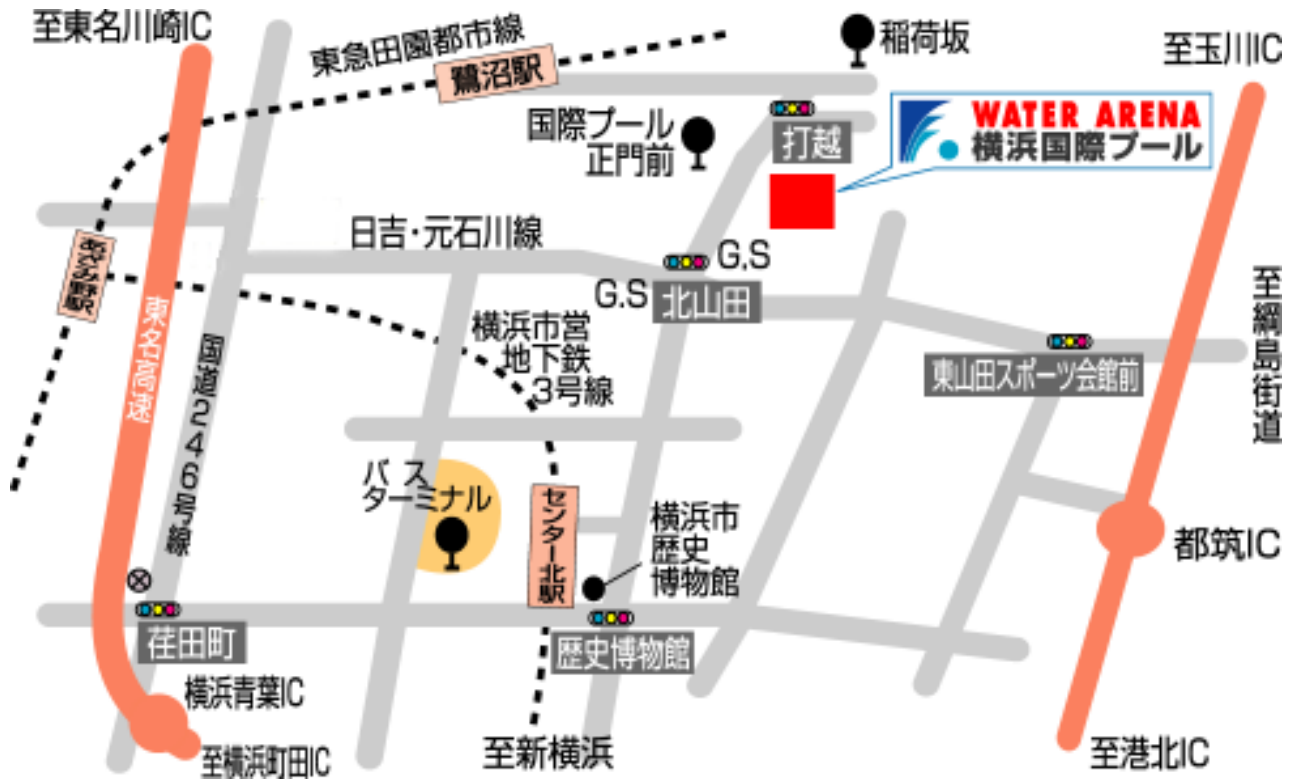 至東名川崎IC
東急田園都市線
鷺沼駅
稲荷坂
至玉川IC
国際プール
正門前
打越
WATER ARENA
横浜国際プール
日吉・元石川線
G.S
G.S
北山田
あざみ野駅
東名高速
国道246号線
横浜市営
地下鉄
3号線
東山田スポーツ会館前
至綱島街道
バス
ターミナル
センター北駅
横浜市
歴史
博物館
都筑IC
荏田町
歴史博物館
横浜青葉IC
至横浜町田IC
至新横浜
至港北IC